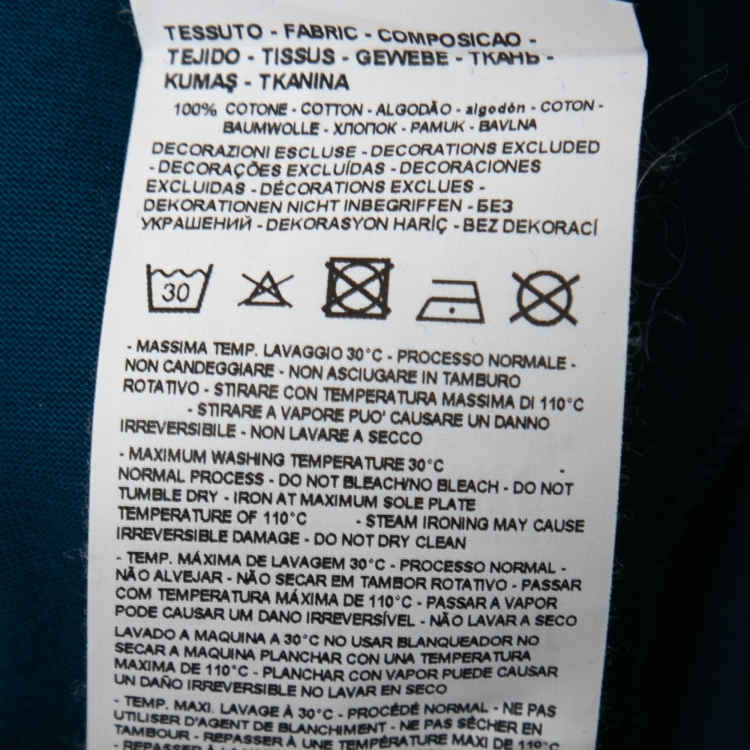 TESSUTO - FABRIC - COMPOSICAO -
TEJIDO - TISSUS - GEWEBE - ТКАНЬ -
KUMAŞ - TKANINA
100% COTONE - COTTON - ALGODÃO - algodón - COTON -
BAUMWOLLE - ХЛОПОК - PAMUK - BAVLNA
DECORAZIONI ESCLUSE - DECORATIONS EXCLUDED
- DECORAÇÕES EXCLUÍDAS - DECORACIONES
EXCLUIDAS - DÉCORATIONS EXCLUES -
DEKORATIONEN NICHT INBEGRIFFEN - БЕЗ
УКРАШЕНИЙ - DEKORASYON HARİÇ - BEZ DEKORACÍ
30
- MASSIMA TEMP. LAVAGGIO 30°C - PROCESSO NORMALE -
NON CANDEGGIARE - NON ASCIUGARE IN TAMBURO
ROTATIVO - STIRARE CON TEMPERATURA MASSIMA DI 110°C
- STIRARE A VAPORE PUO' CAUSARE UN DANNO
IRREVERSIBILE - NON LAVARE A SECCO
- MAXIMUM WASHING TEMPERATURE 30°C -
NORMAL PROCESS - DO NOT BLEACH/NO BLEACH - DO NOT
TUMBLE DRY - IRON AT MAXIMUM SOLE PLATE
TEMPERATURE OF 110°C - STEAM IRONING MAY CAUSE
IRREVERSIBLE DAMAGE - DO NOT DRY CLEAN
- TEMP. MÁXIMA DE LAVAGEM 30°C - PROCESSO NORMAL -
NÃO ALVEJAR - NÃO SECAR EM TAMBOR ROTATIVO - PASSAR
COM TEMPERATURA MÁXIMA DE 110°C - PASSAR A VAPOR
PODE CAUSAR UM DANO IRREVERSÍVEL - NÃO LAVAR A SECO
LAVADO A MAQUINA A 30°C NO USAR BLANQUEADOR NO
SECAR A MAQUINA PLANCHAR CON UNA TEMPERATURA
MAXIMA DE 110°C - PLANCHAR CON VAPOR PUEDE CAUSAR
UN DAÑO IRREVERSIBLE NO LAVAR EN SECO
- TEMP. MAXI. LAVAGE À 30°C - PROCÉDÉ NORMAL - NE PAS
UTILISER D'AGENT DE BLANCHIMENT - NE PAS SÉCHER EN
TAMBOUR - REPASSER À UNE TEMPÉRATURE MAXI DE 110°C
- REPASSER À